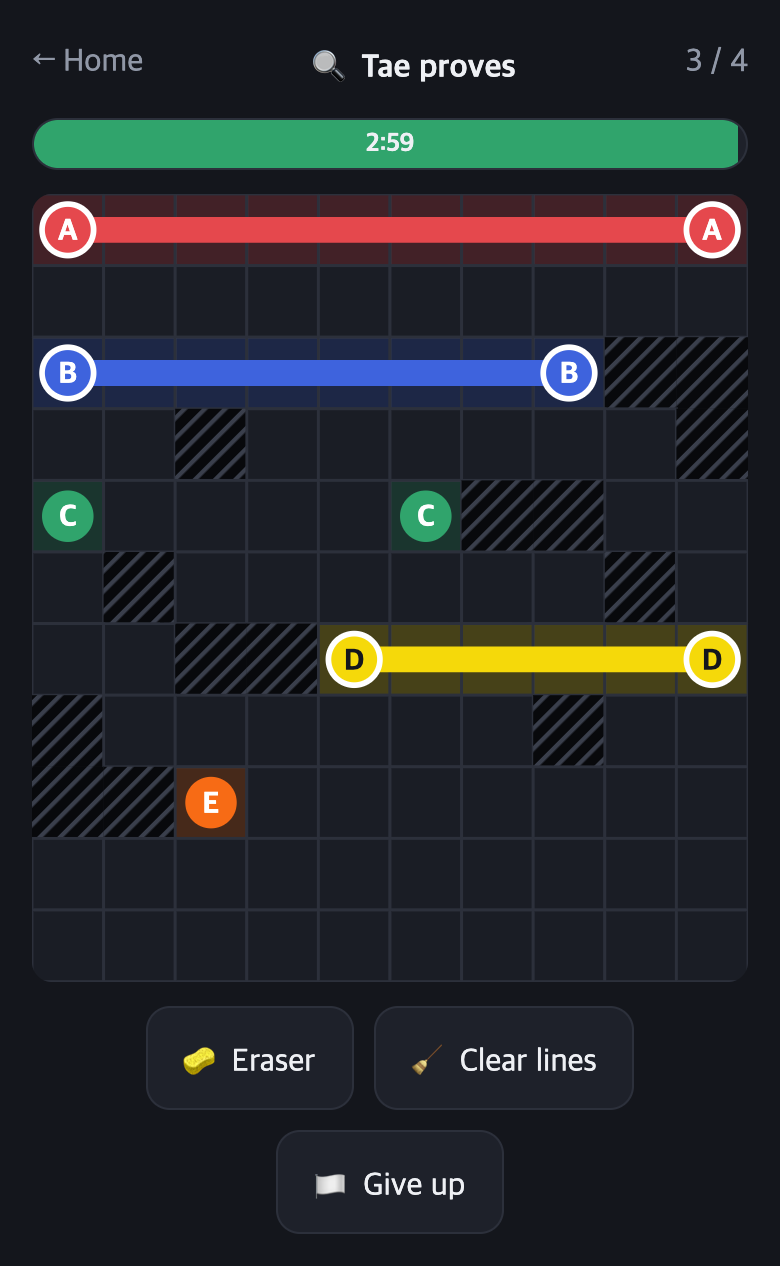 ← Home
🔍 Tae proves
3 / 4
2:59
A A
B B
C C
D D
E
🧽 Eraser
🧹 Clear lines
🏳️ Give up